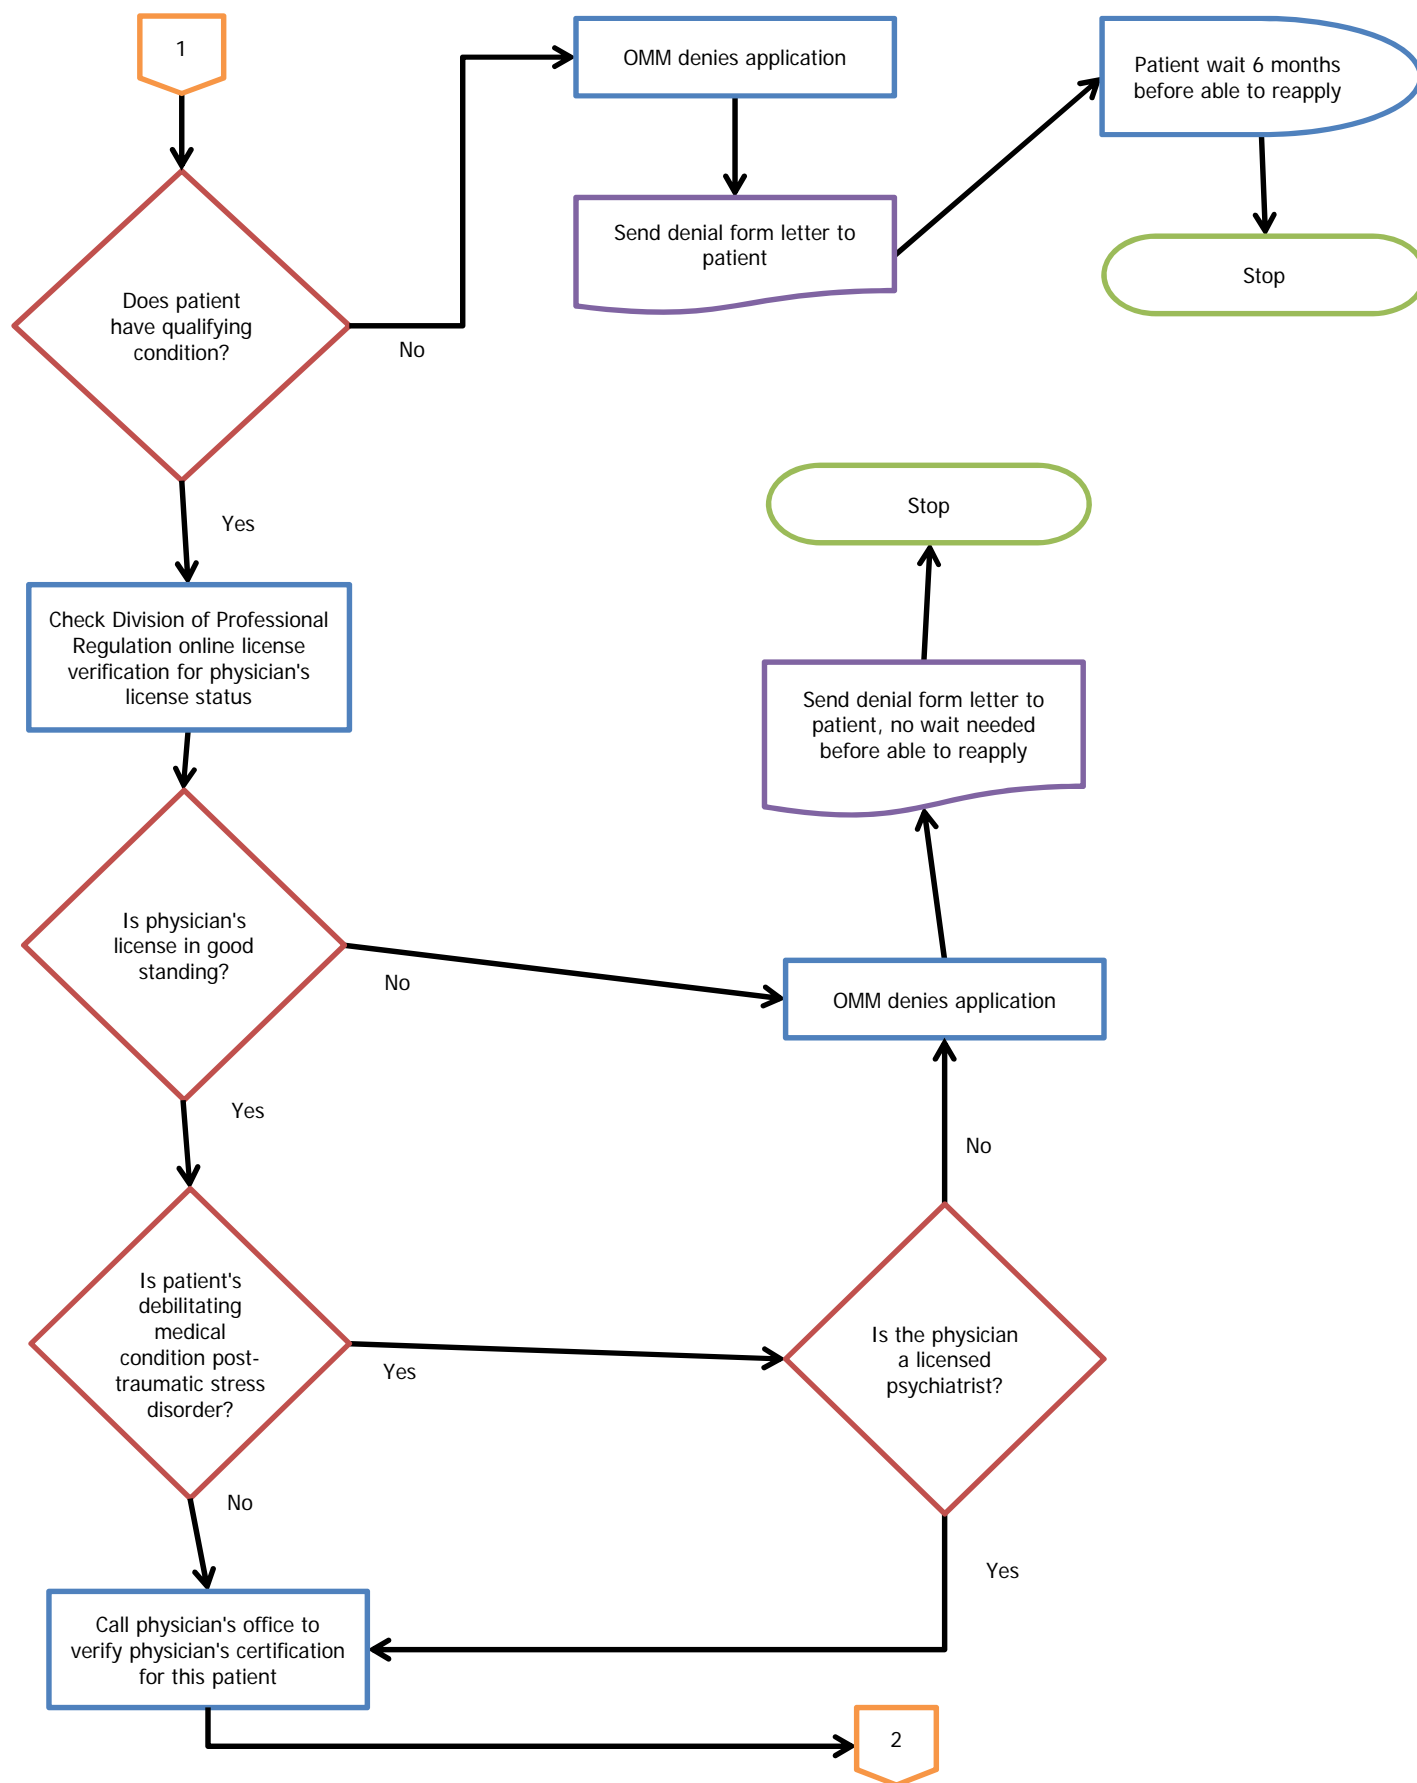 1
OMM denies application
Patient wait 6 months
before able to reapply
Send denial form letter to
patient
Stop
Does patient
have qualifying
condition?
No
Yes
Stop
Check Division of Professional
Regulation online license
verification for physician's
license status
Send denial form letter to
patient, no wait needed
before able to reapply
Is physician's
license in good
standing?
No
OMM denies application
Yes
No
Is patient's
debilitating
medical
condition post-
traumatic stress
disorder?
Yes
Is the physician
a licensed
psychiatrist?
No
Yes
Call physician's office to
verify physician's certification
for this patient
2